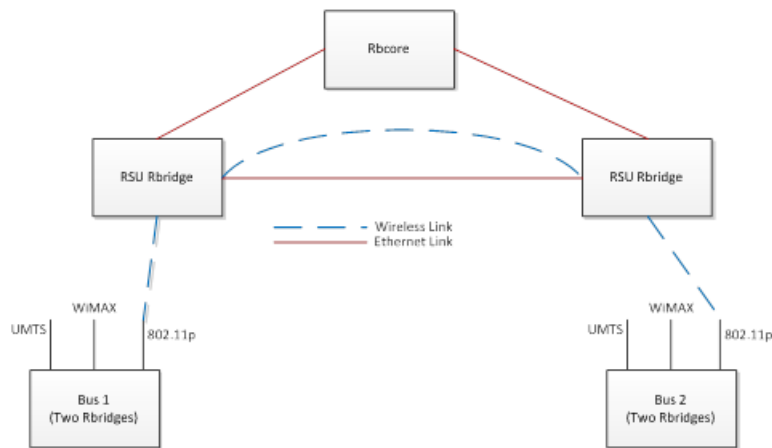 Rbcore
RSU Rbridge
RSU Rbridge
Wireless Link
Ethernet Link
WiMAX
UMTS
802.11p
Bus 1
(Two Rbridges)
WiMAX
UMTS
802.11p
Bus 2
(Two Rbridges)